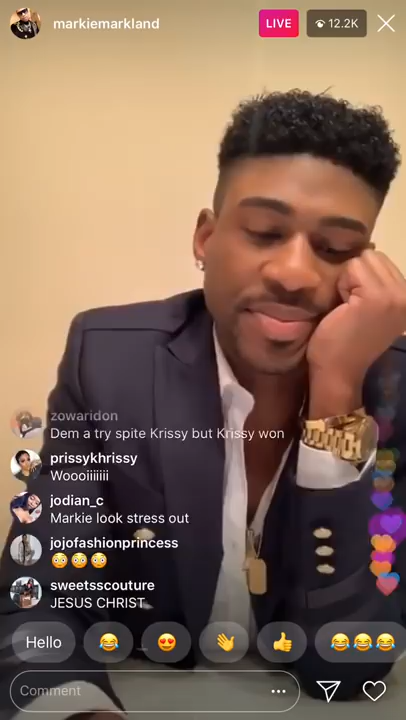 markiemarkland
LIVE
12.2K
zowaridon
Dem a try spite Krissy but Krissy won
prissykhrissy
Woooiiiiiii
jodian_c
Markie look stress out
jojofashionprincess
😳😳😳
sweetsscouture
JESUS CHRIST
Hello 😂 😍 👋 👍 😂😂😂
Comment